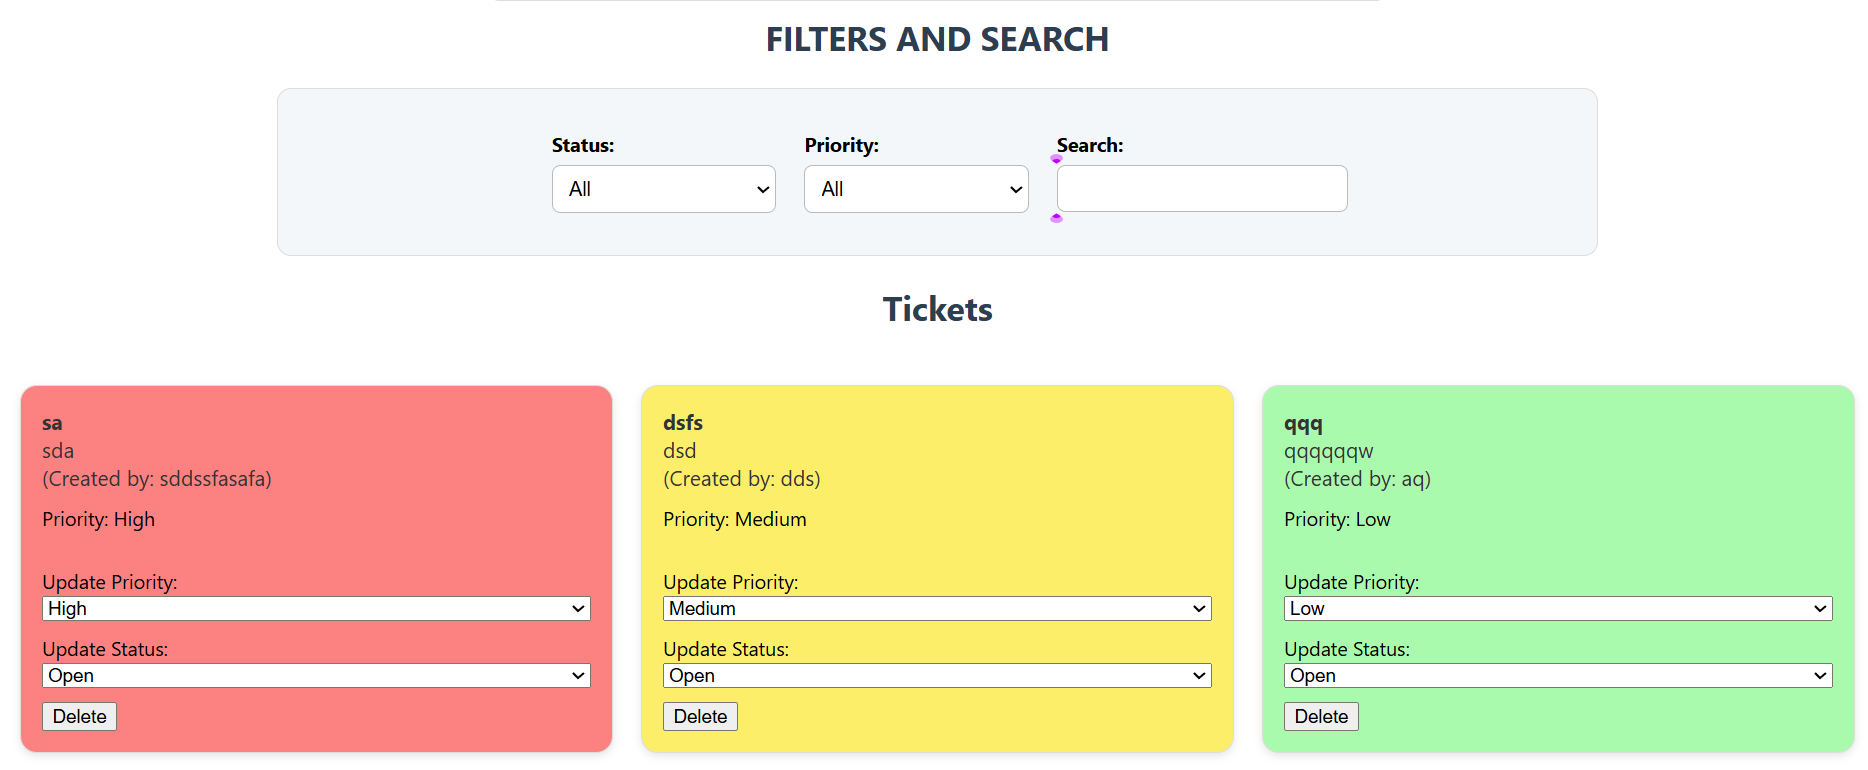 FILTERS AND SEARCH
Status: Priority: Search:
All All
Tickets
sa
sda
(Created by: sddssfasafa)
Priority: High
Update Priority:
High
Update Status:
Open
Delete
dsfs
dsd
(Created by: dds)
Priority: Medium
Update Priority:
Medium
Update Status:
Open
Delete
qqq
qqqqqqw
(Created by: aq)
Priority: Low
Update Priority:
Low
Update Status:
Open
Delete